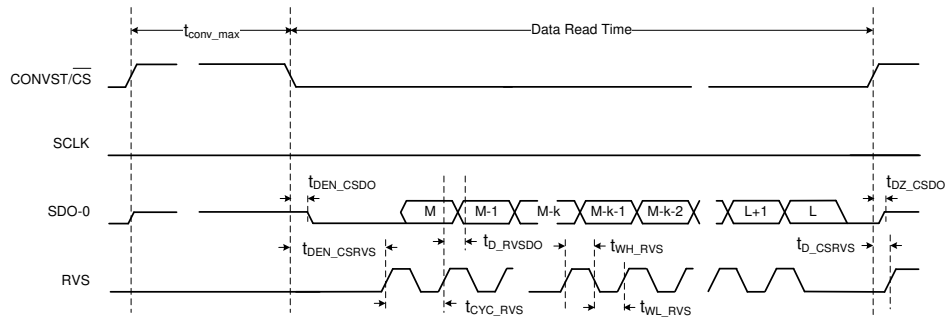 t_conv_max
Data Read Time
CONVST/C̅S̅
SCLK
t_DEN_CSDO
t_DZ_CSDO
SDO-0
M
M-1
M-k
M-k-1
M-k-2
L+1
L
t_DEN_CSRVS
t_D_RVSDO
t_WH_RVS
t_D_CSRVS
RVS
t_CYC_RVS
t_WL_RVS